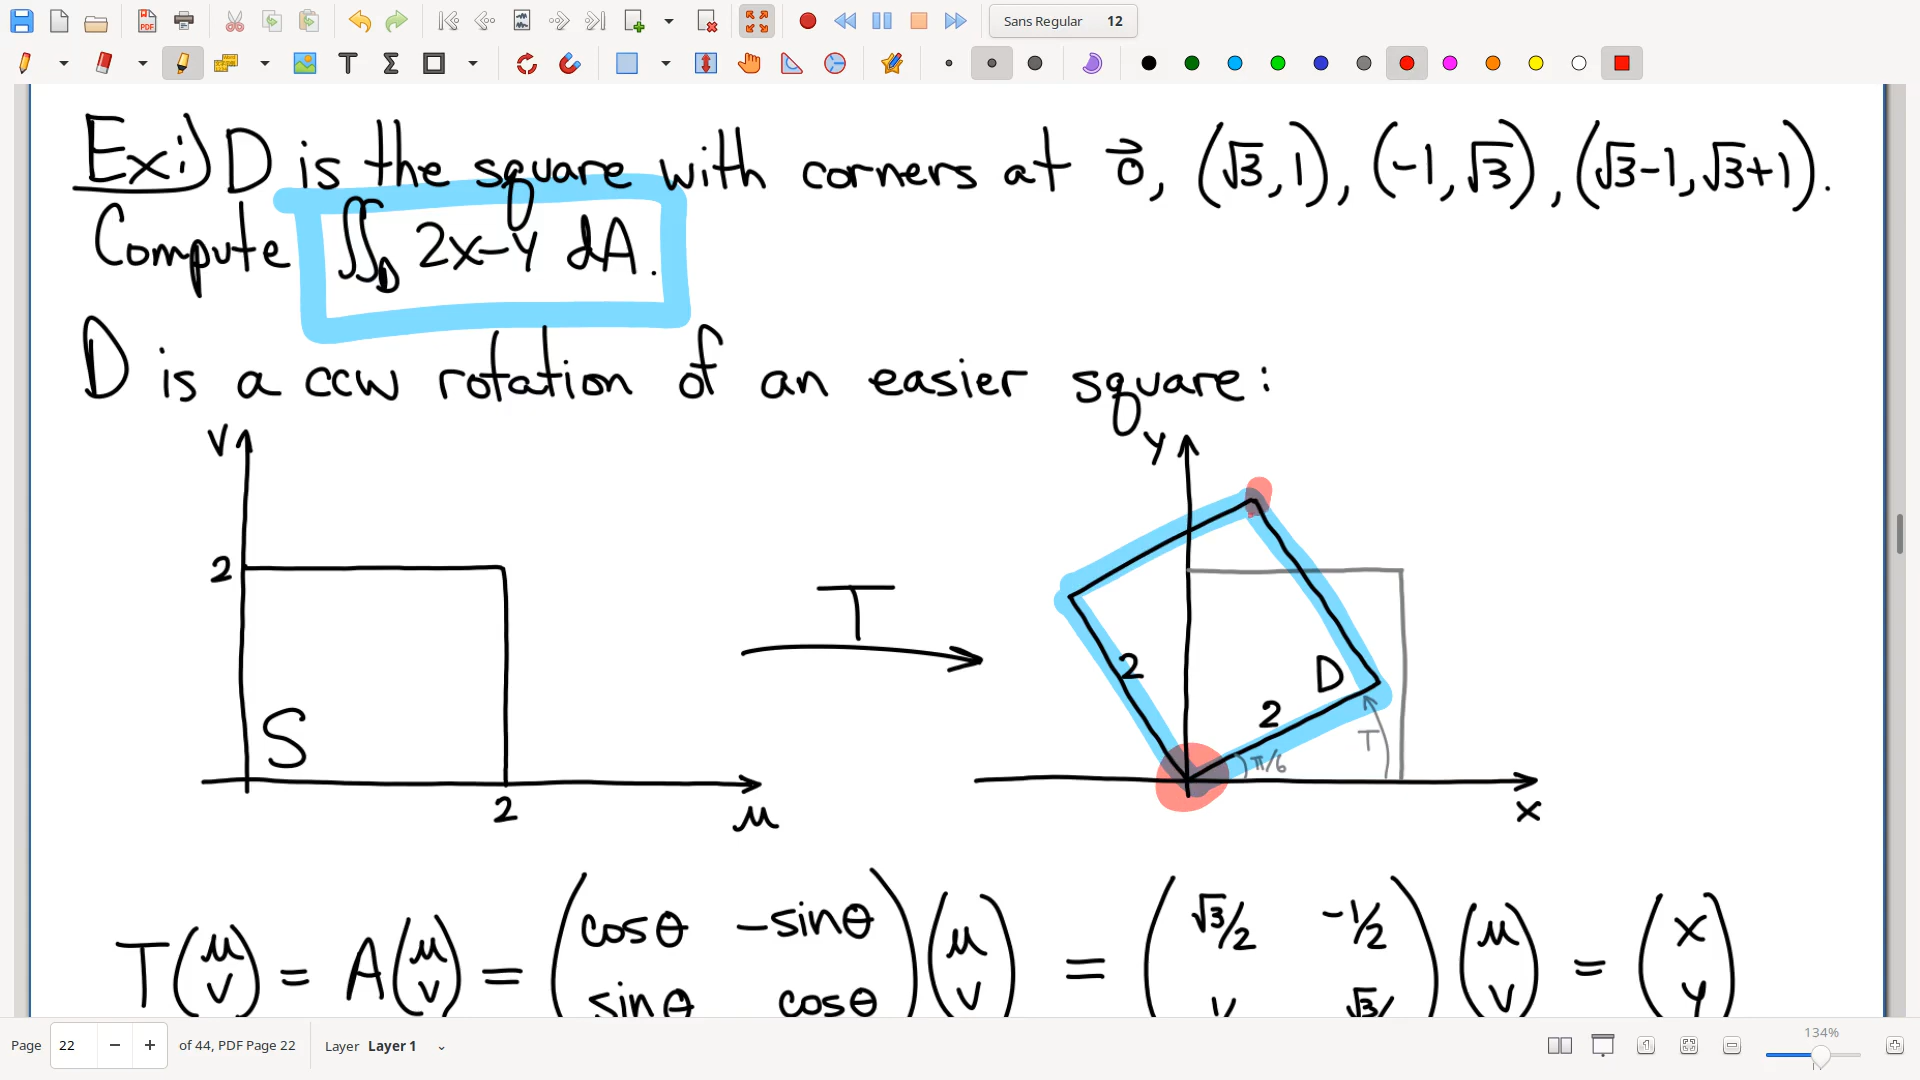 Sans Regular 12
Ex:) D is the square with corners at 0⃗, (√3, 1), (-1, √3), (√3-1, √3+1).
Compute ∬_D 2x-y dA.
D is a ccw rotation of an easier square:
v
y
2
T
2
D
2
T
S
π/6
2
u
x
T(u v) = A(u v) = (cosθ -sinθ sinθ cosθ)(u v) = (√3/2 -1/2 √3/)(u v) = (x y)
Page 22 of 44, PDF Page 22 Layer Layer 1 134%